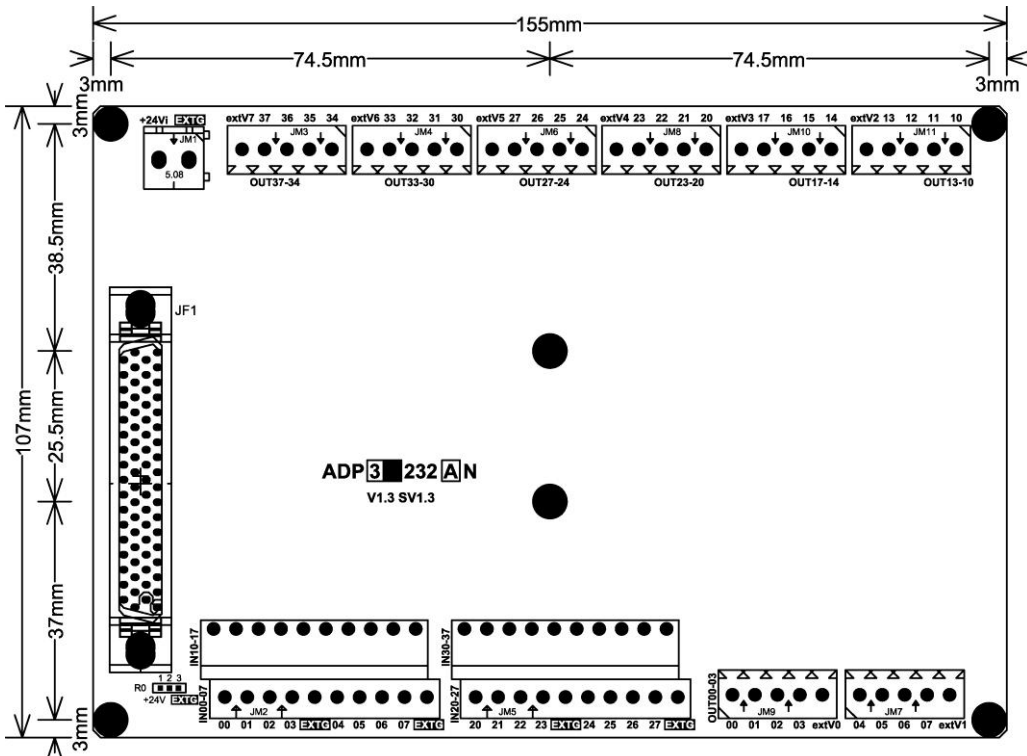 155mm
74.5mm 74.5mm
3mm 3mm
3mm
+24Vi EXTG
JM1
5.08
extV7 37 36 35 34
JM3
OUT37-34
extV6 33 32 31 30
JM4
OUT33-30
extV5 27 26 25 24
JM6
OUT27-24
extV4 23 22 21 20
JM8
OUT23-20
extV3 17 16 15 14
JM10
OUT17-14
extV2 13 12 11 10
JM11
OUT13-10
38.5mm
107mm
25.5mm
37mm
3mm
JF1
ADP 3 232 A N
V1.3 SV1.3
1 2 3
R0
+24V EXTG
IN10-17
IN00-07
JM2
00 01 02 03 EXTG 04 05 06 07 EXTG
IN30-37
IN20-27
JM5
20 21 22 23 EXTG 24 25 26 27 EXTG
OUT00-03
JM9
00 01 02 03 extV0
JM7
04 05 06 07 extV1